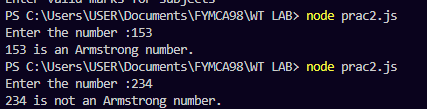 Enter valid marks for subjects
PS C:\Users\USER\Documents\FYMCA98\WT LAB> node prac2.js
Enter the number :153
153 is an Armstrong number.
PS C:\Users\USER\Documents\FYMCA98\WT LAB> node prac2.js
Enter the number :234
234 is not an Armstrong number.